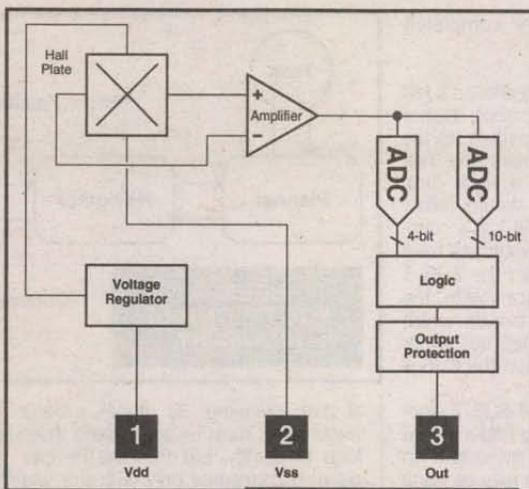 Hall
Plate
+
Amplifier
−
ADC
ADC
4-bit
10-bit
Logic
Voltage
Regulator
Output
Protection
1
2
3
Vdd
Vss
Out